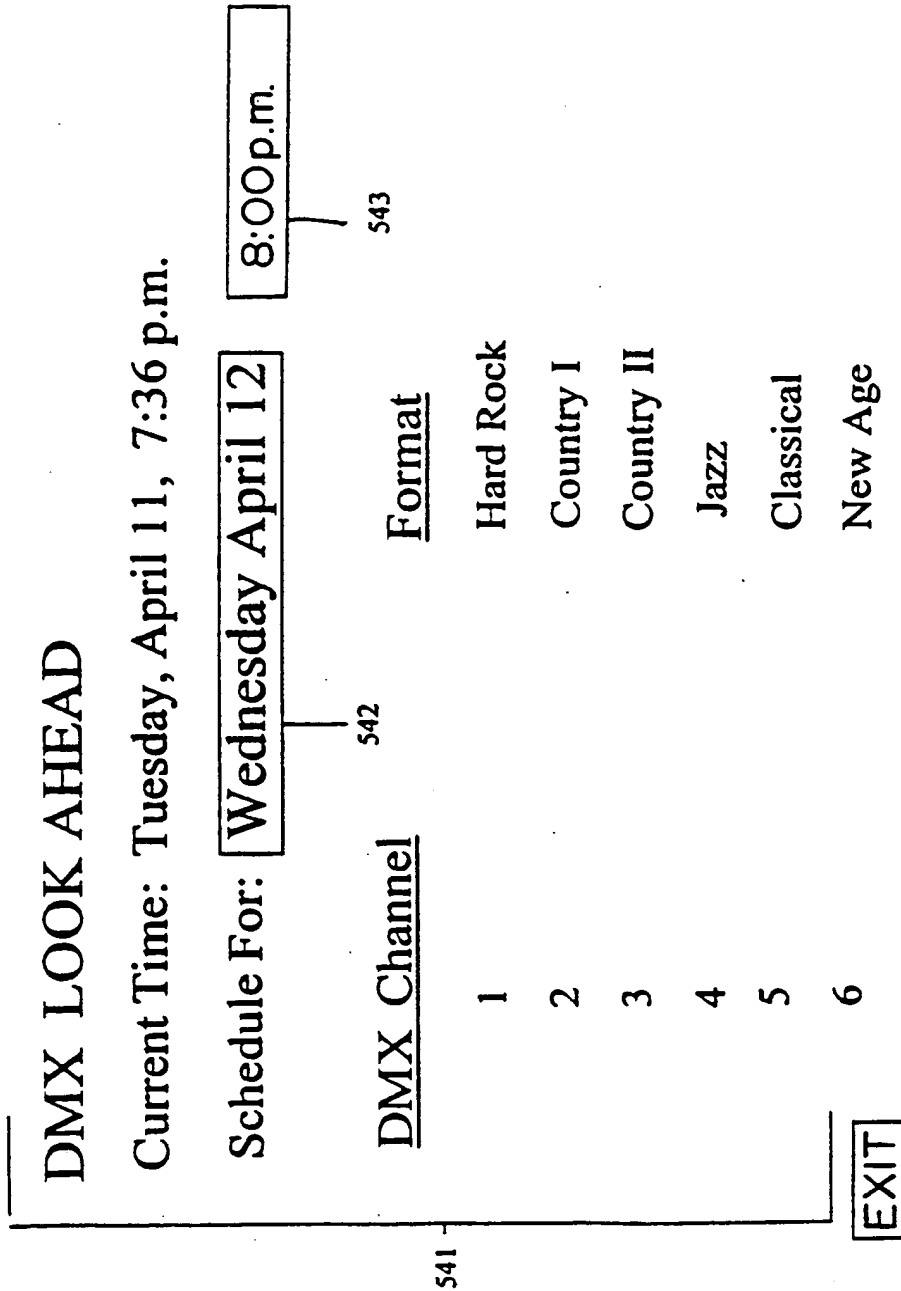 DMX LOOK AHEAD
Current Time: Tuesday, April 11, 7:36 p.m.
Schedule For: Wednesday April 12 8:00p.m.
542 543
DMX Channel Format
1 Hard Rock
2 Country I
3 Country II
4 Jazz
5 Classical
6 New Age
541
EXIT